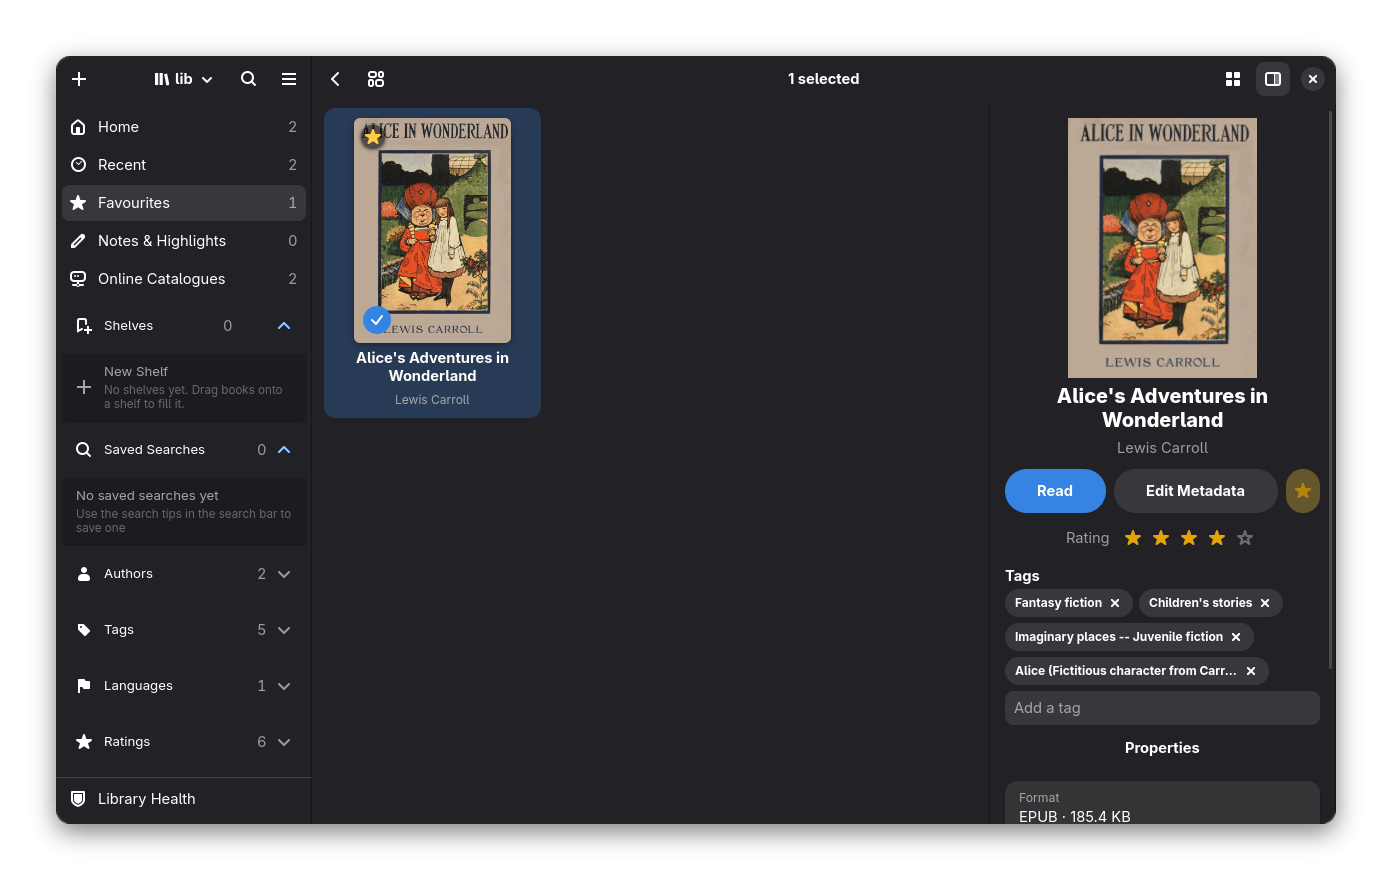 lib
1 selected
Home 2
Recent 2
Favourites 1
Notes & Highlights 0
Online Catalogues 2
Shelves 0
New Shelf
No shelves yet. Drag books onto
a shelf to fill it.
Saved Searches 0
No saved searches yet
Use the search tips in the search bar to
save one
Authors 2
Tags 5
Languages 1
Ratings 6
Library Health
ALICE IN WONDERLAND
LEWIS CARROLL
Alice's Adventures in
Wonderland
Lewis Carroll
ALICE IN WONDERLAND
LEWIS CARROLL
Alice's Adventures in
Wonderland
Lewis Carroll
Read Edit Metadata
Rating
Tags
Fantasy fiction Children's stories
Imaginary places -- Juvenile fiction
Alice (Fictitious character from Carr...
Add a tag
Properties
Format
EPUB · 185.4 KB